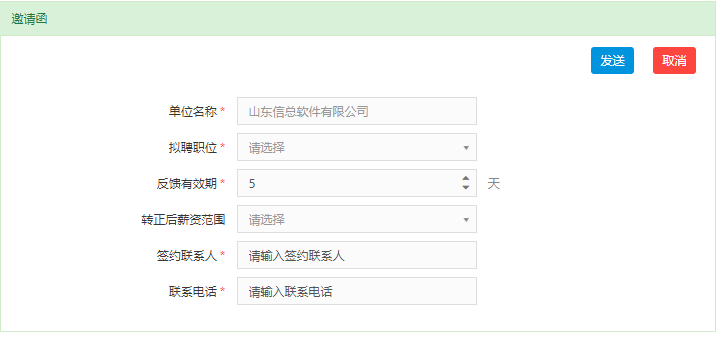 邀请函
发送 取消
单位名称 * 山东信总软件有限公司
拟聘职位 * 请选择
反馈有效期 * 5 天
转正后薪资范围 请选择
签约联系人 * 请输入签约联系人
联系电话 * 请输入联系电话